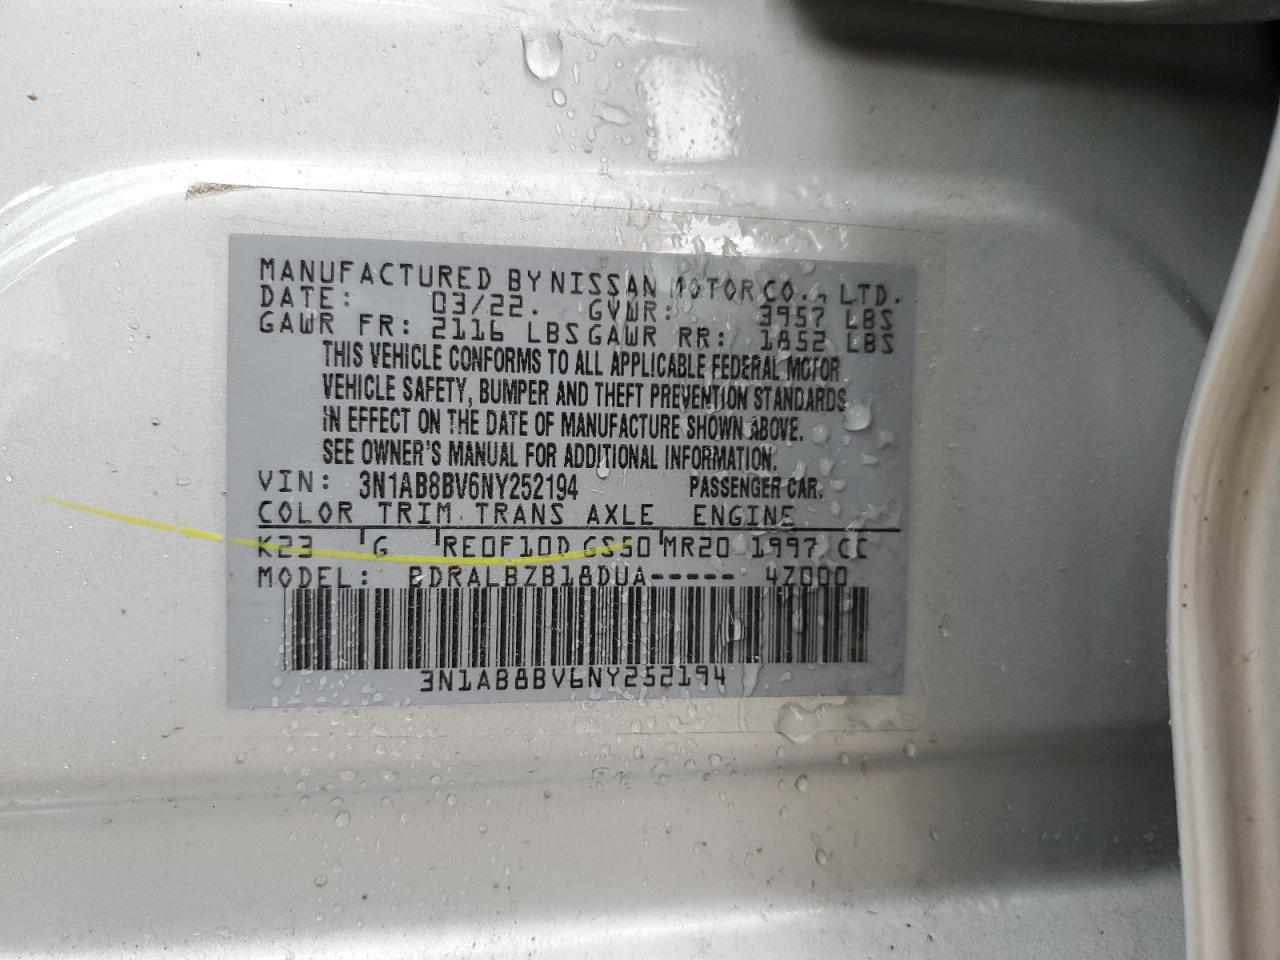 MANUFACTURED BY NISSAN MOTOR CO., LTD.
DATE: 03/22. GVWR: 3957 LBS
GAWR FR: 2116 LBS GAWR RR: 1852 LBS
THIS VEHICLE CONFORMS TO ALL APPLICABLE FEDERAL MOTOR
VEHICLE SAFETY, BUMPER AND THEFT PREVENTION STANDARDS
IN EFFECT ON THE DATE OF MANUFACTURE SHOWN ABOVE.
SEE OWNER'S MANUAL FOR ADDITIONAL INFORMATION.
VIN: 3N1AB8BV6NY252194 PASSENGER CAR.
COLOR TRIM TRANS AXLE ENGINE
K23 G RE0F10D GS50 MR20 1997 CC
MODEL: BDRALBZB18DUA----- 4Z000
3N1AB8BV6NY252194